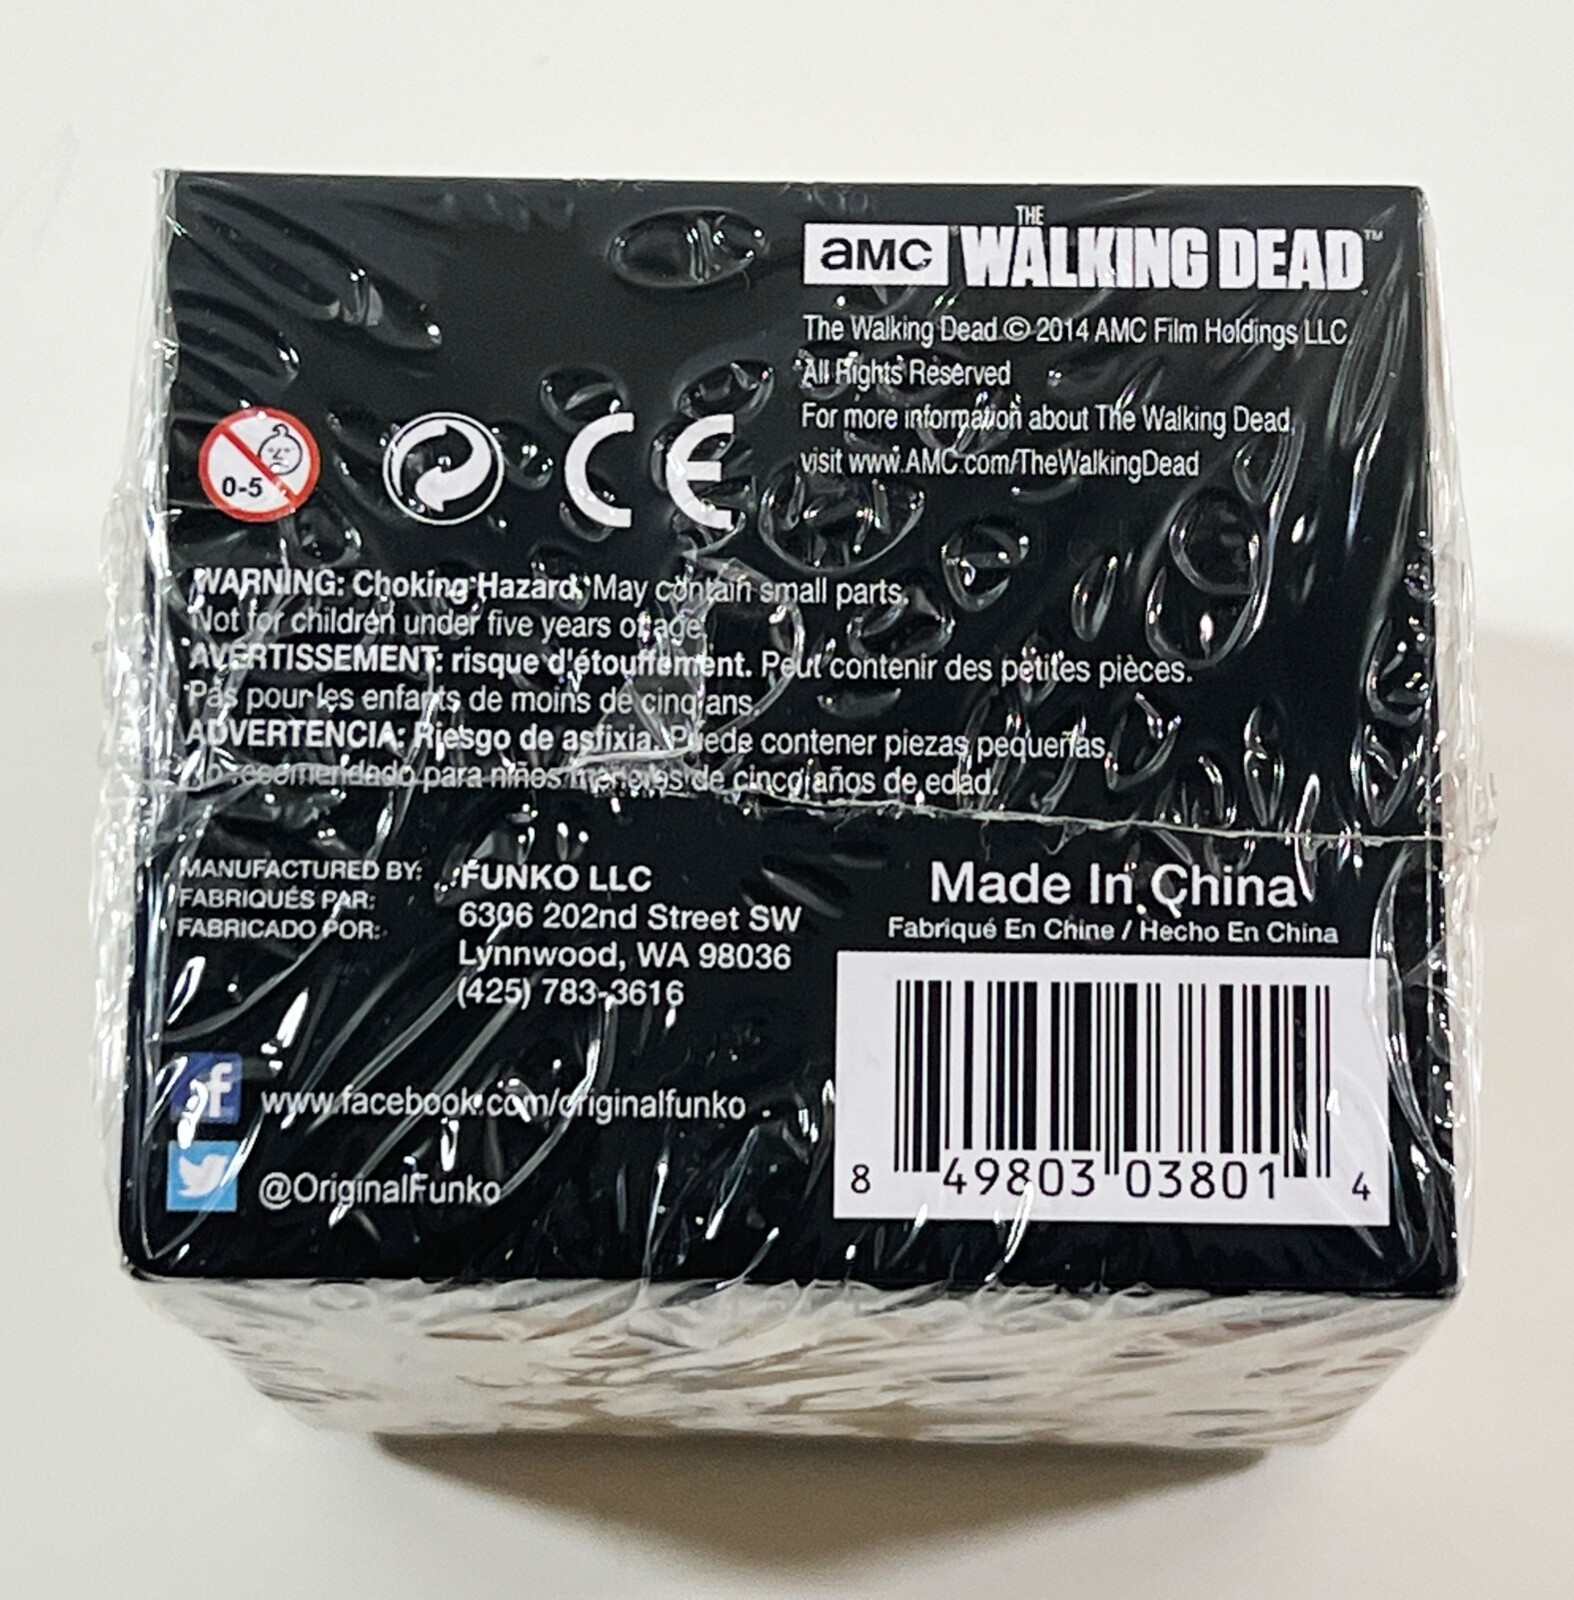 aMC THE WALKING DEAD™
The Walking Dead © 2014 AMC Film Holdings LLC.
All Rights Reserved
For more information about The Walking Dead,
visit www.AMC.com/TheWalkingDead
0-5
CE
WARNING: Choking Hazard. May contain small parts.
Not for children under five years of age.
AVERTISSEMENT: risque d'étouffement. Peut contenir des petites pièces.
Pas pour les enfants de moins de cinq ans.
ADVERTENCIA: Riesgo de asfixia. Puede contener piezas pequeñas.
No recomendado para niños menores de cinco años de edad.
MANUFACTURED BY:
FABRIQUÉS PAR:
FABRICADO POR:
FUNKO LLC
6306 202nd Street SW
Lynnwood, WA 98036
(425) 783-3616
Made In China
Fabriqué En Chine / Hecho En China
f www.facebook.com/originalfunko
@OriginalFunko
8 49803 03801 4